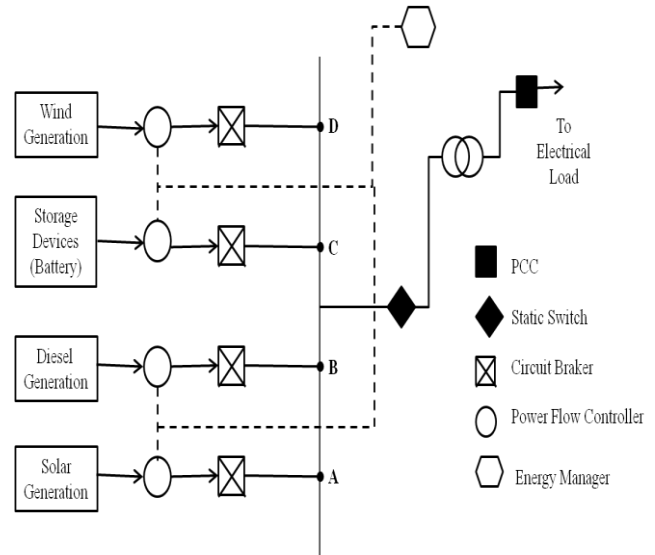 Wind
Generation
D
To
Electrical
Load
Storage
Devices
(Battery)
C
PCC
Static Switch
Diesel
Generation
B
Circuit Braker
Power Flow Controller
Solar
Generation
A
Energy Manager